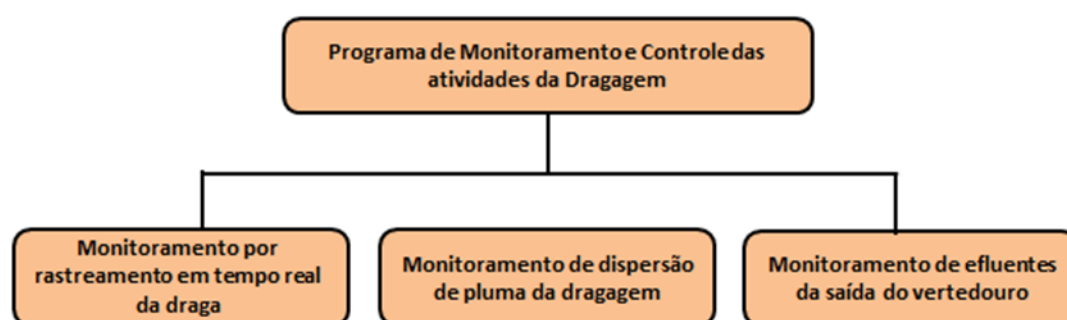 Programa de Monitoramento e Controle das
atividades da Dragagem
Monitoramento por
rastreamento em tempo real
da draga
Monitoramento de dispersão
de pluma da dragagem
Monitoramento de efluentes
da saída do vertedouro